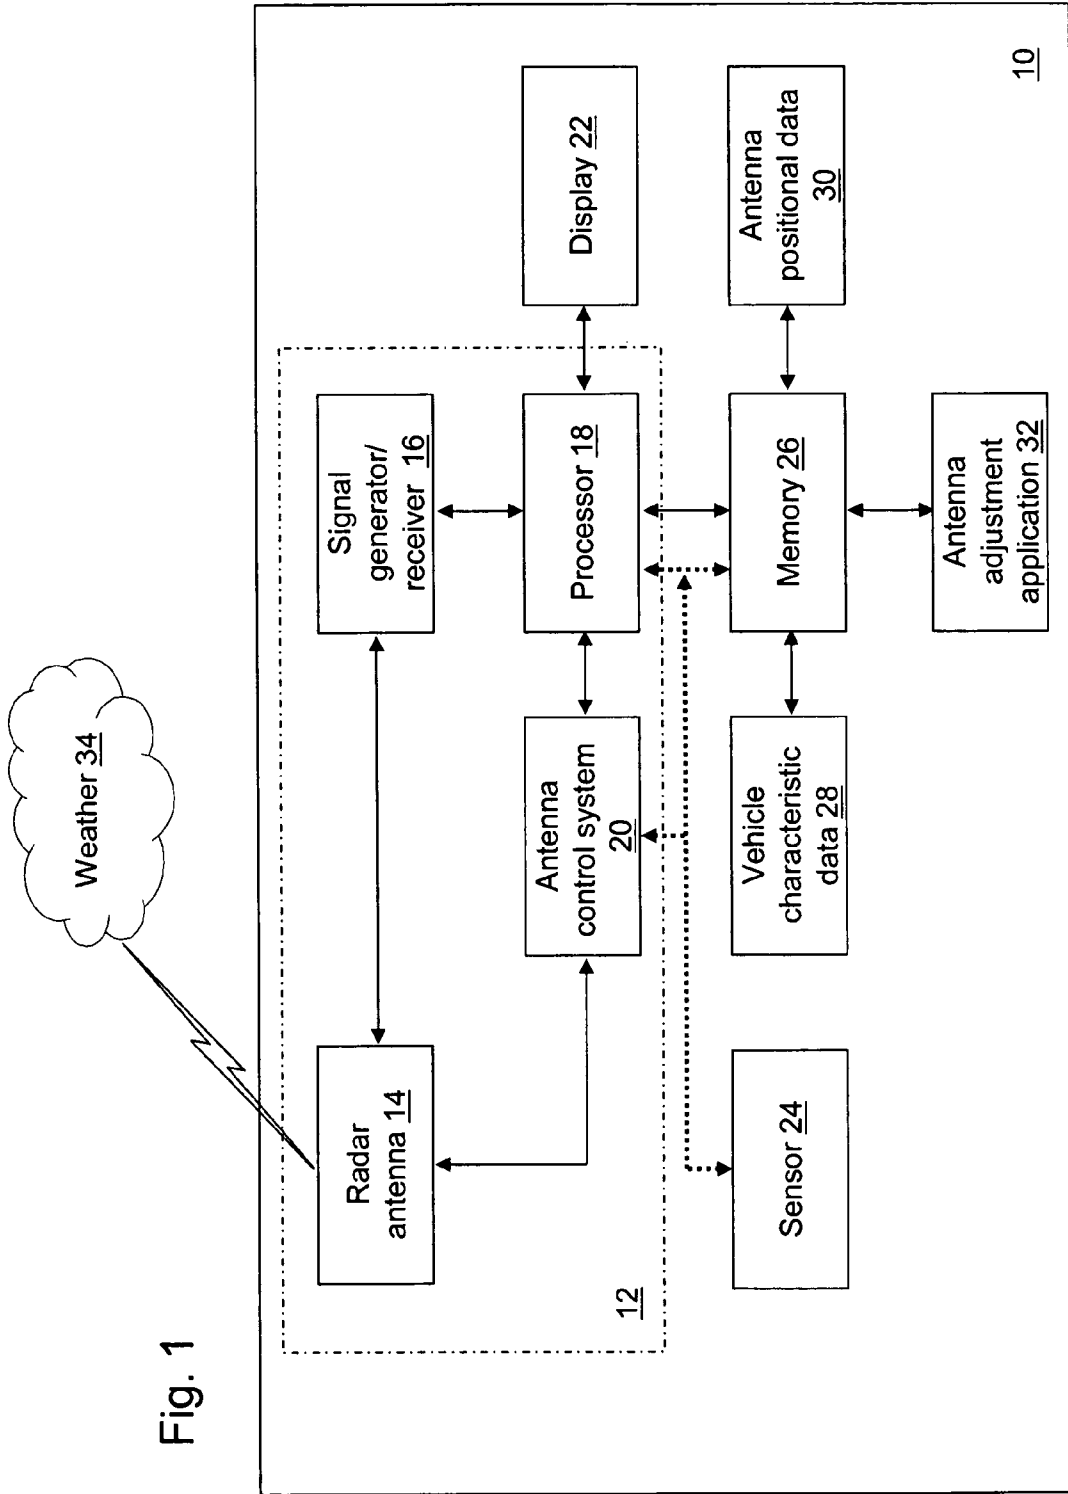 Fig. 1
Weather 34
Radar
antenna 14
Signal
generator/
receiver 16
12
Antenna
control system
20
Processor 18
Display 22
Sensor 24
Vehicle
characteristic
data 28
Memory 26
Antenna
positional data
30
Antenna
adjustment
application 32
10